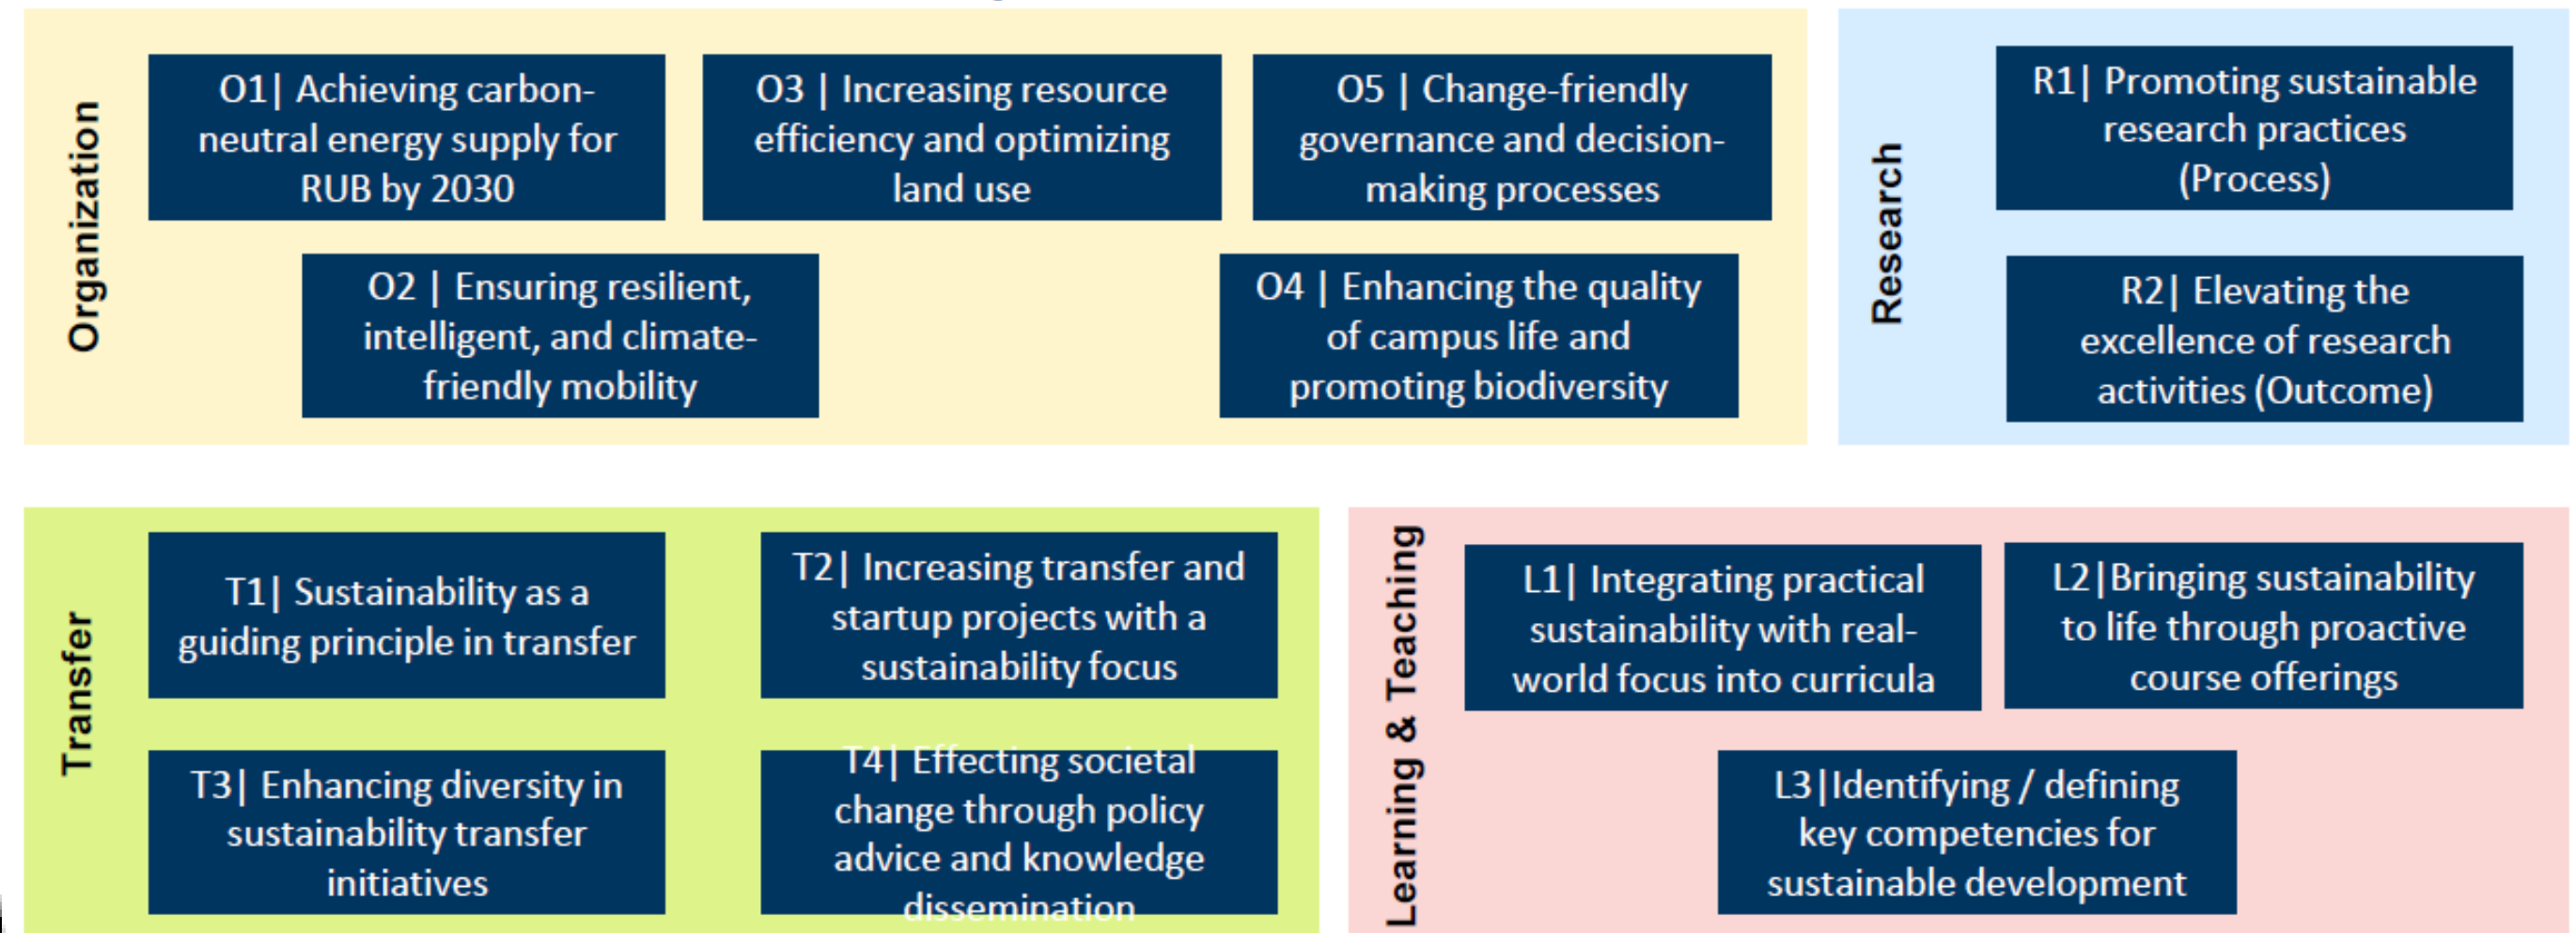 Organization
O1| Achieving carbon-
neutral energy supply for
RUB by 2030
O3 | Increasing resource
efficiency and optimizing
land use
O5 | Change-friendly
governance and decision-
making processes
O2 | Ensuring resilient,
intelligent, and climate-
friendly mobility
O4 | Enhancing the quality
of campus life and
promoting biodiversity
Research
R1| Promoting sustainable
research practices
(Process)
R2| Elevating the
excellence of research
activities (Outcome)
Transfer
T1| Sustainability as a
guiding principle in transfer
T2| Increasing transfer and
startup projects with a
sustainability focus
T3| Enhancing diversity in
sustainability transfer
initiatives
T4| Effecting societal
change through policy
advice and knowledge
dissemination
Learning & Teaching
L1| Integrating practical
sustainability with real-
world focus into curricula
L2|Bringing sustainability
to life through proactive
course offerings
L3|Identifying / defining
key competencies for
sustainable development